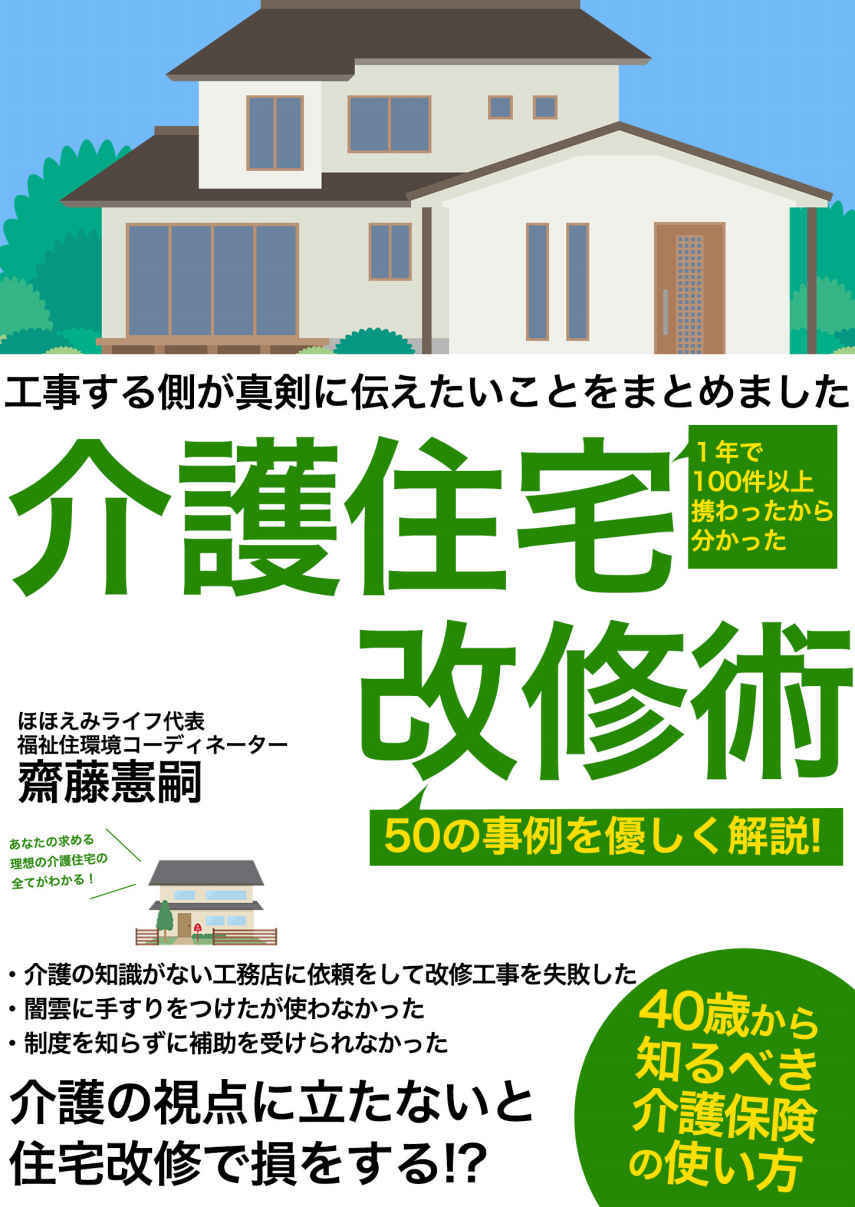 工事する側が真剣に伝えたいことをまとめました
介護住宅
1年で
100件以上
携わったから
分かった
改修術
ほほえみライフ代表
福祉住環境コーディネーター
齋藤憲嗣
50の事例を優しく解説!
あなたの求める
理想の介護住宅の
全てがわかる！
・介護の知識がない工務店に依頼をして改修工事を失敗した
・闇雲に手すりをつけたが使わなかった
・制度を知らずに補助を受けられなかった
介護の視点に立たないと
住宅改修で損をする!?
40歳から
知るべき
介護保険
の使い方